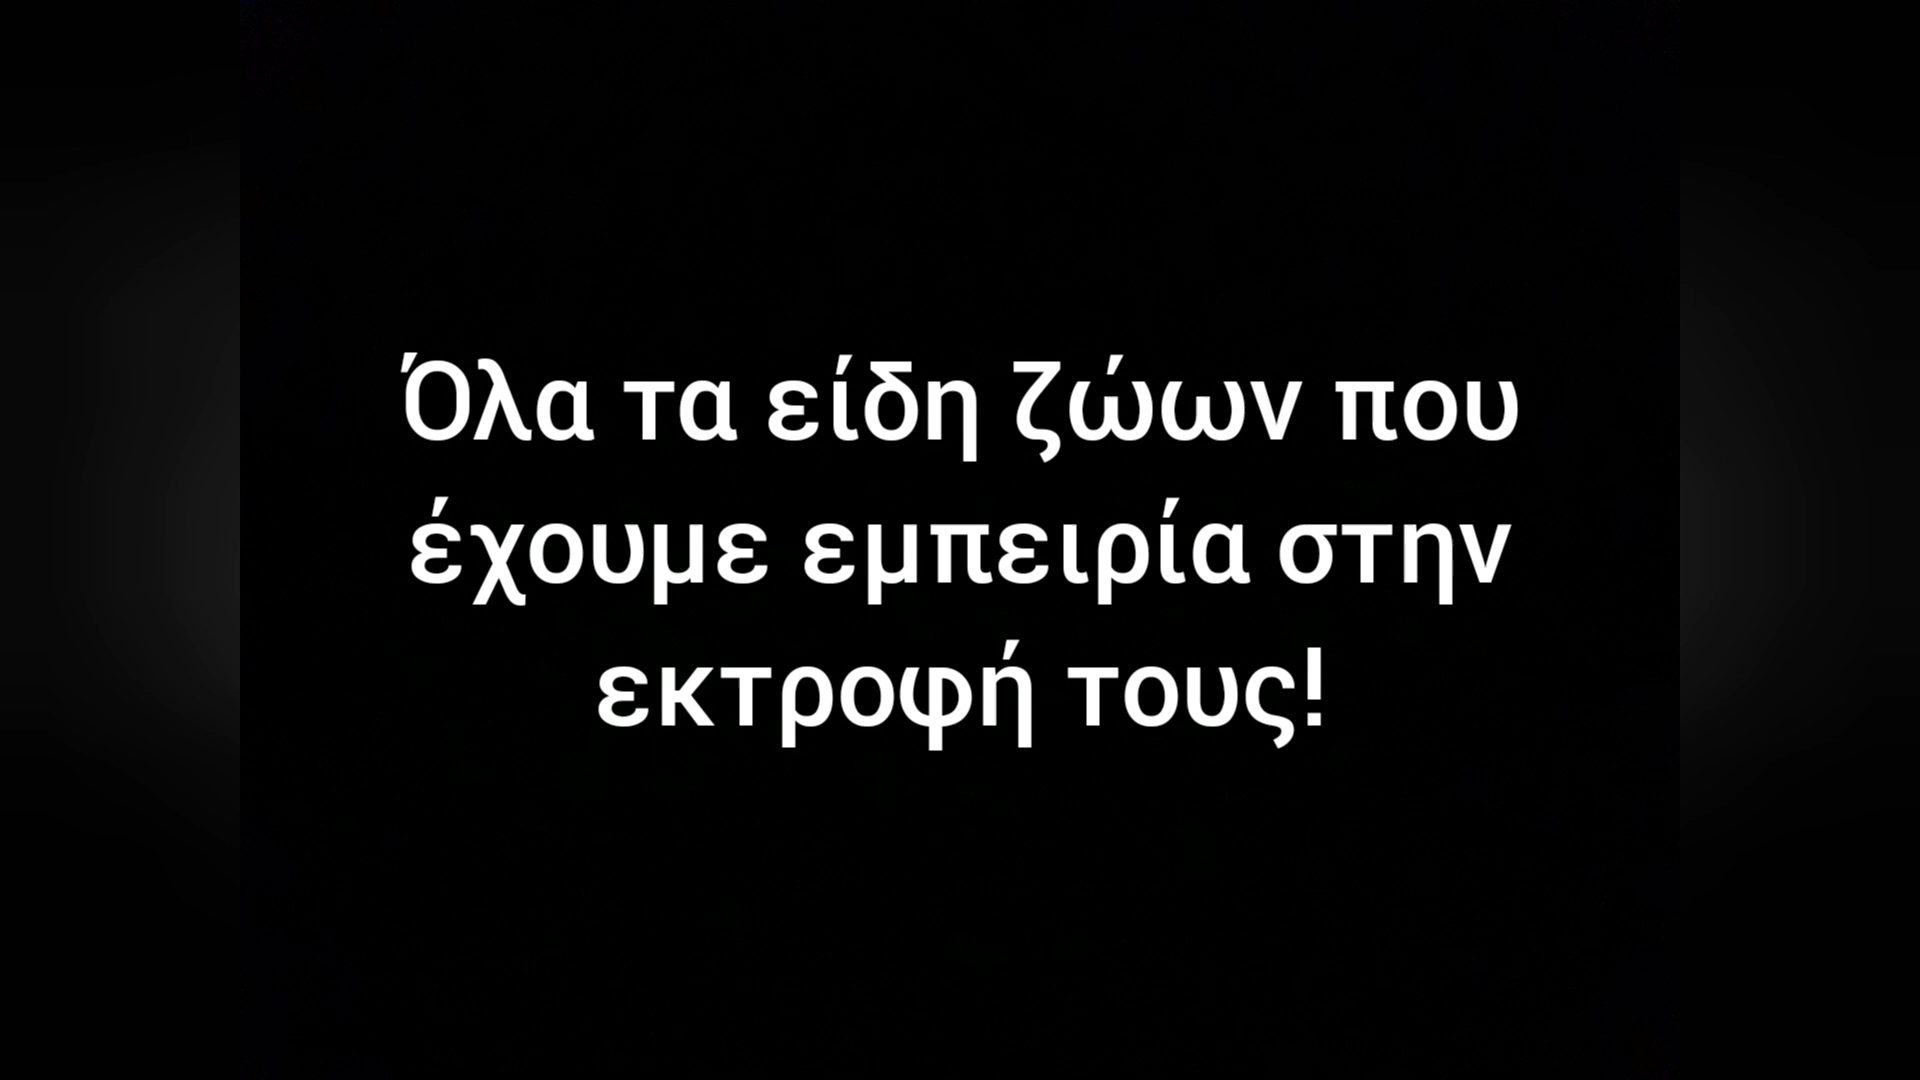 Όλα τα είδη ζώων που
έχουμε εμπειρία στην
εκτροφή τους!